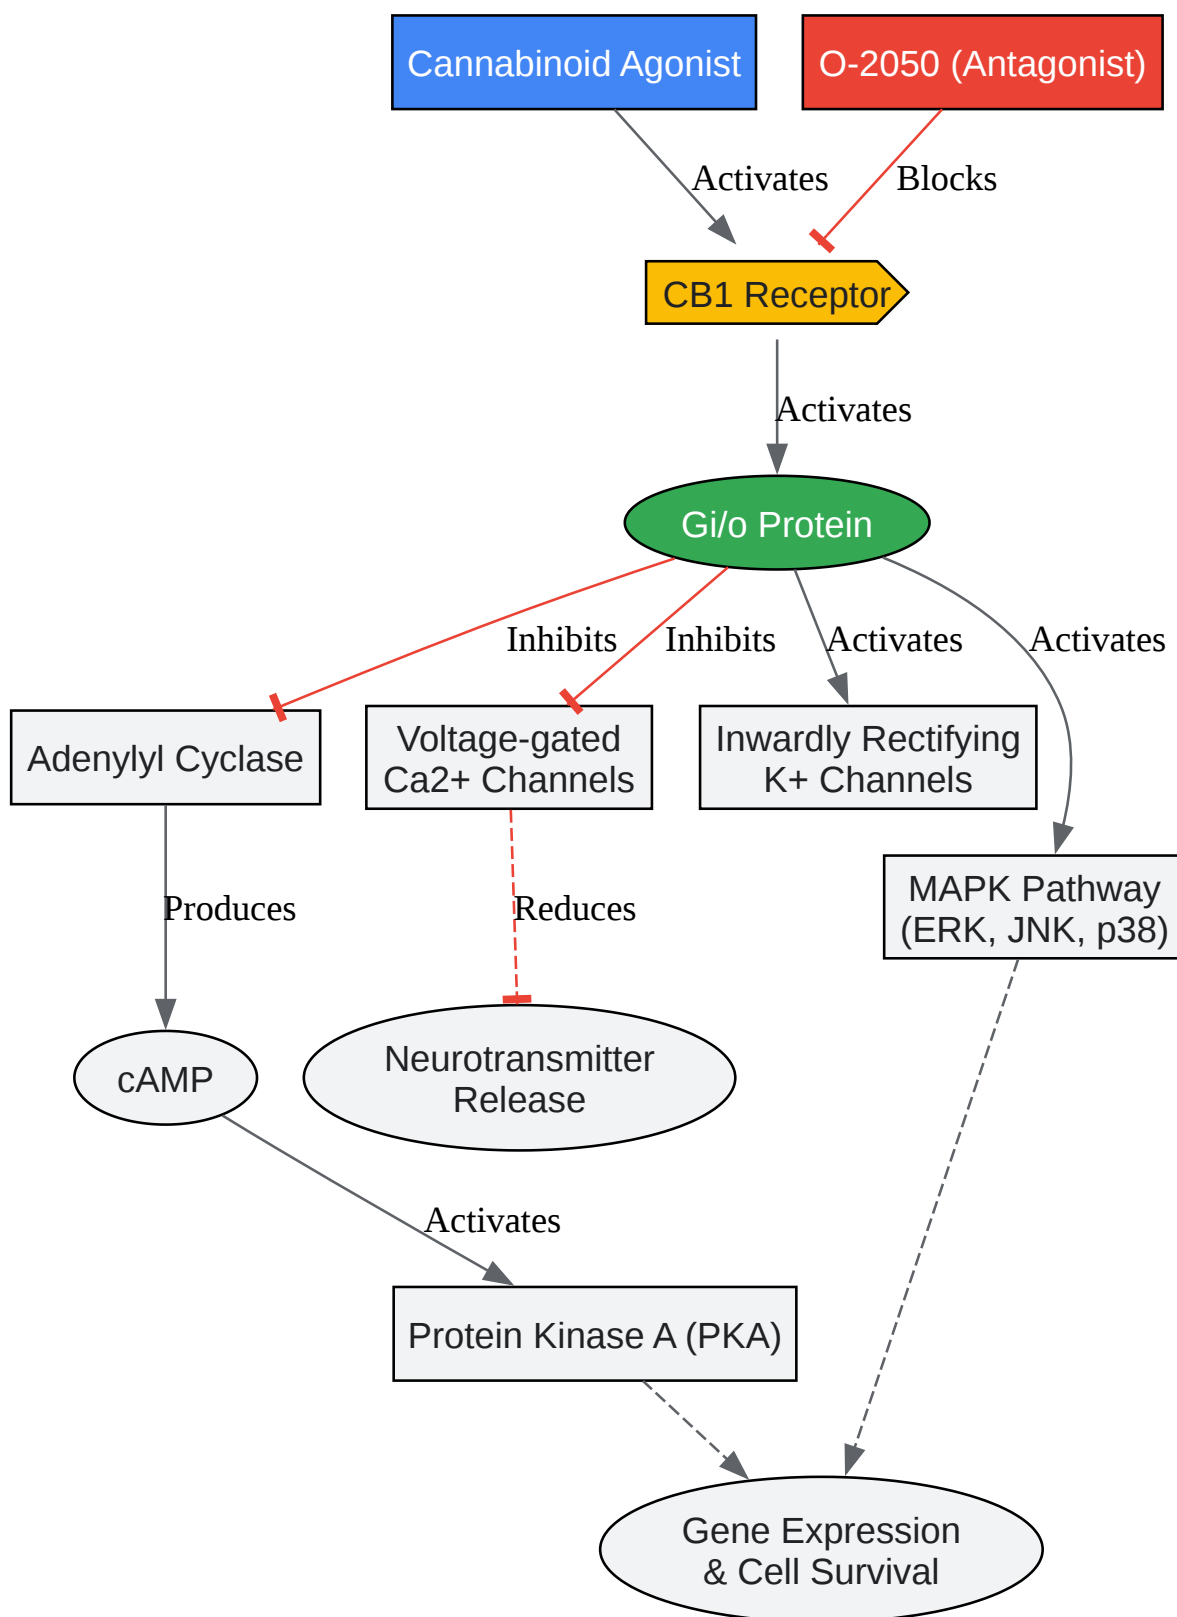 Cannabinoid Agonist
O-2050 (Antagonist)
Activates
Blocks
CB1 Receptor
Activates
Gi/o Protein
Inhibits
Inhibits
Activates
Activates
Adenylyl Cyclase
Voltage-gated
Ca2+ Channels
Inwardly Rectifying
K+ Channels
MAPK Pathway
(ERK, JNK, p38)
Produces
Reduces
cAMP
Neurotransmitter
Release
Activates
Protein Kinase A (PKA)
Gene Expression
& Cell Survival